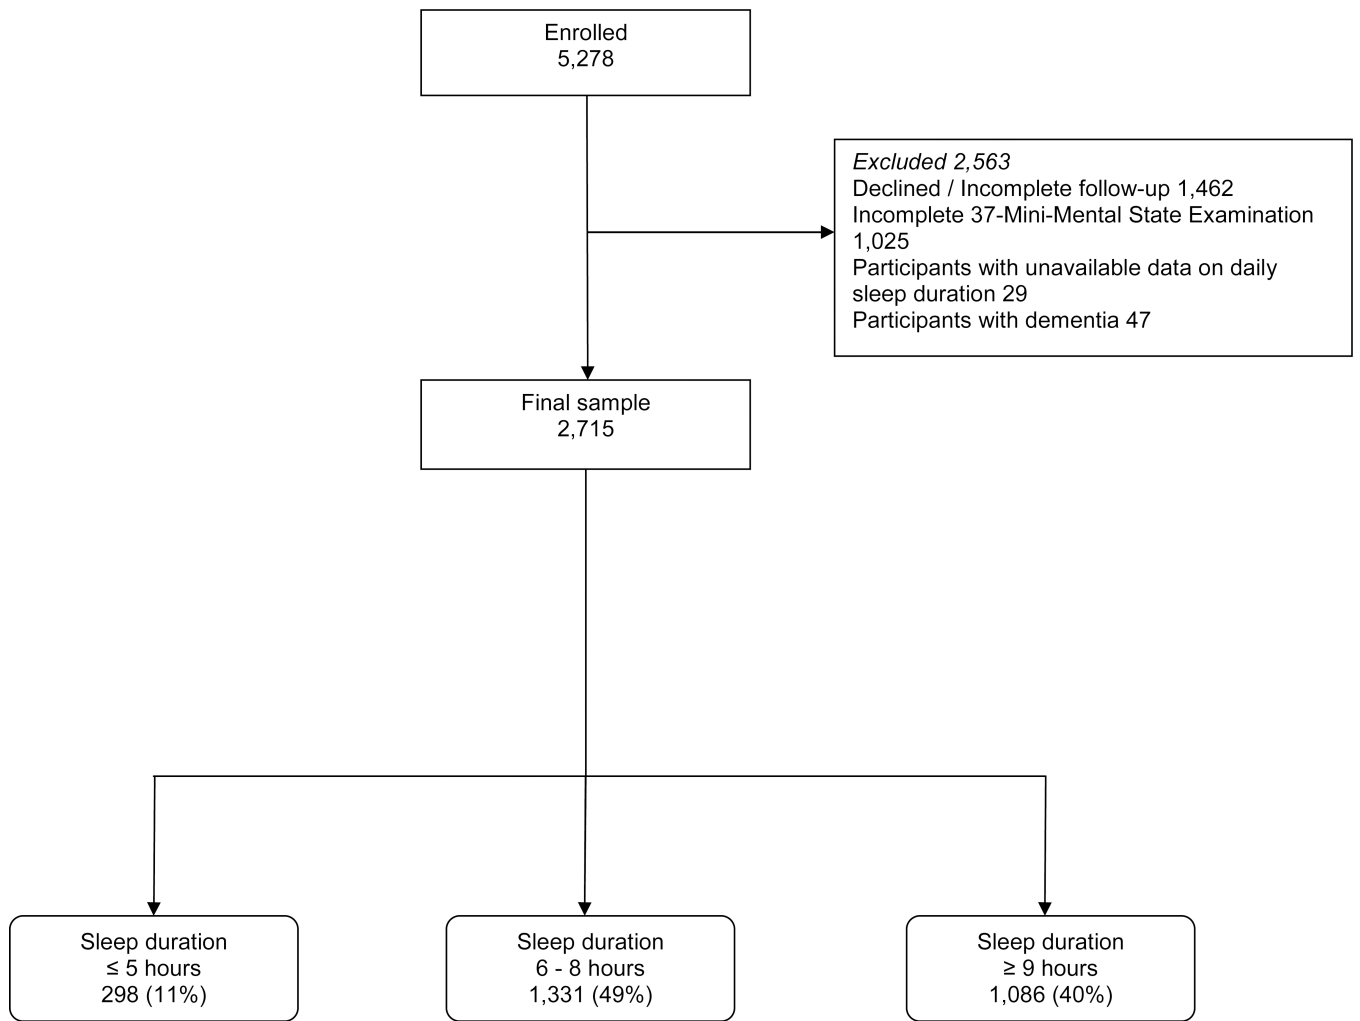 Enrolled
5,278
Excluded 2,563
Declined / Incomplete follow-up 1,462
Incomplete 37-Mini-Mental State Examination
1,025
Participants with unavailable data on daily
sleep duration 29
Participants with dementia 47
Final sample
2,715
Sleep duration
≤ 5 hours
298 (11%)
Sleep duration
6 - 8 hours
1,331 (49%)
Sleep duration
≥ 9 hours
1,086 (40%)